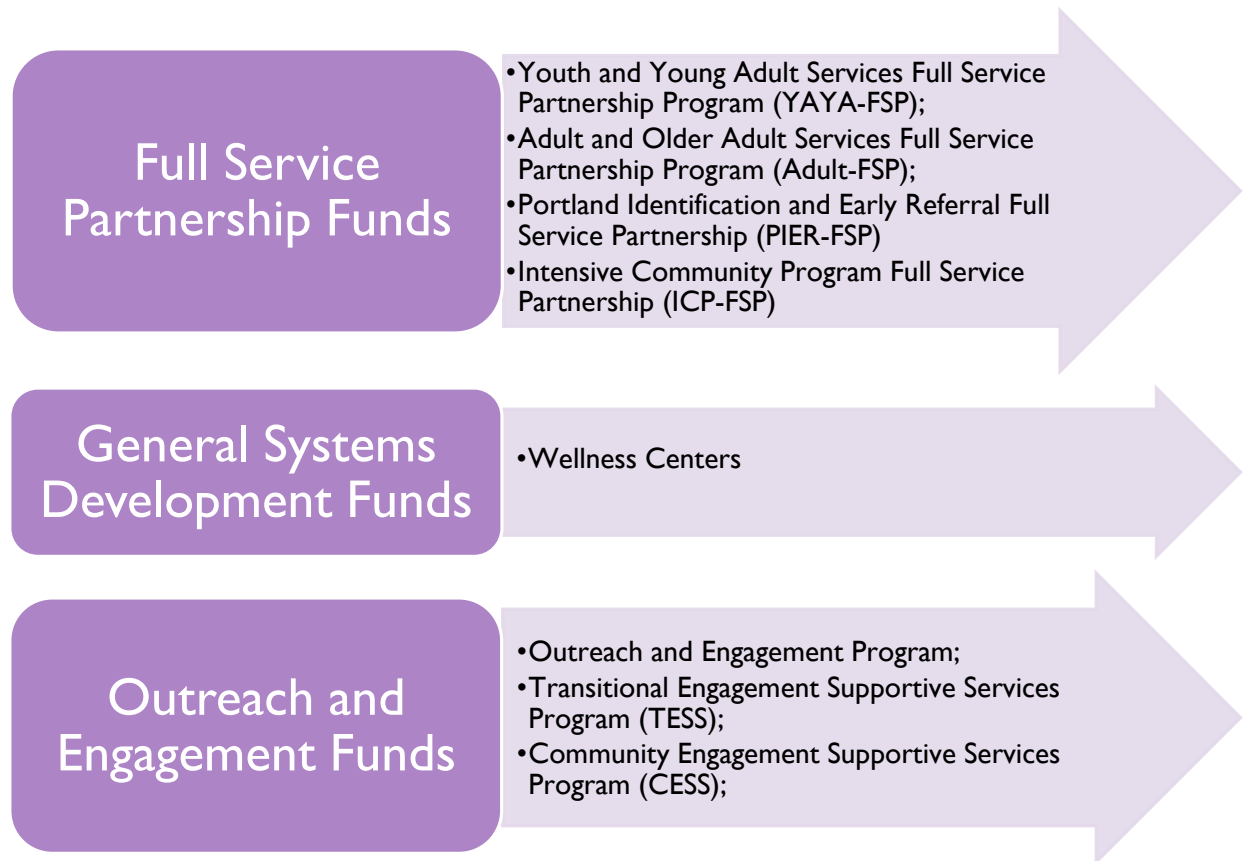 Full Service
Partnership Funds
•Youth and Young Adult Services Full Service
Partnership Program (YAYA-FSP);
•Adult and Older Adult Services Full Service
Partnership Program (Adult-FSP);
•Portland Identification and Early Referral Full
Service Partnership (PIER-FSP)
•Intensive Community Program Full Service
Partnership (ICP-FSP)
General Systems
Development Funds
•Wellness Centers
Outreach and
Engagement Funds
•Outreach and Engagement Program;
•Transitional Engagement Supportive Services
Program (TESS);
•Community Engagement Supportive Services
Program (CESS);